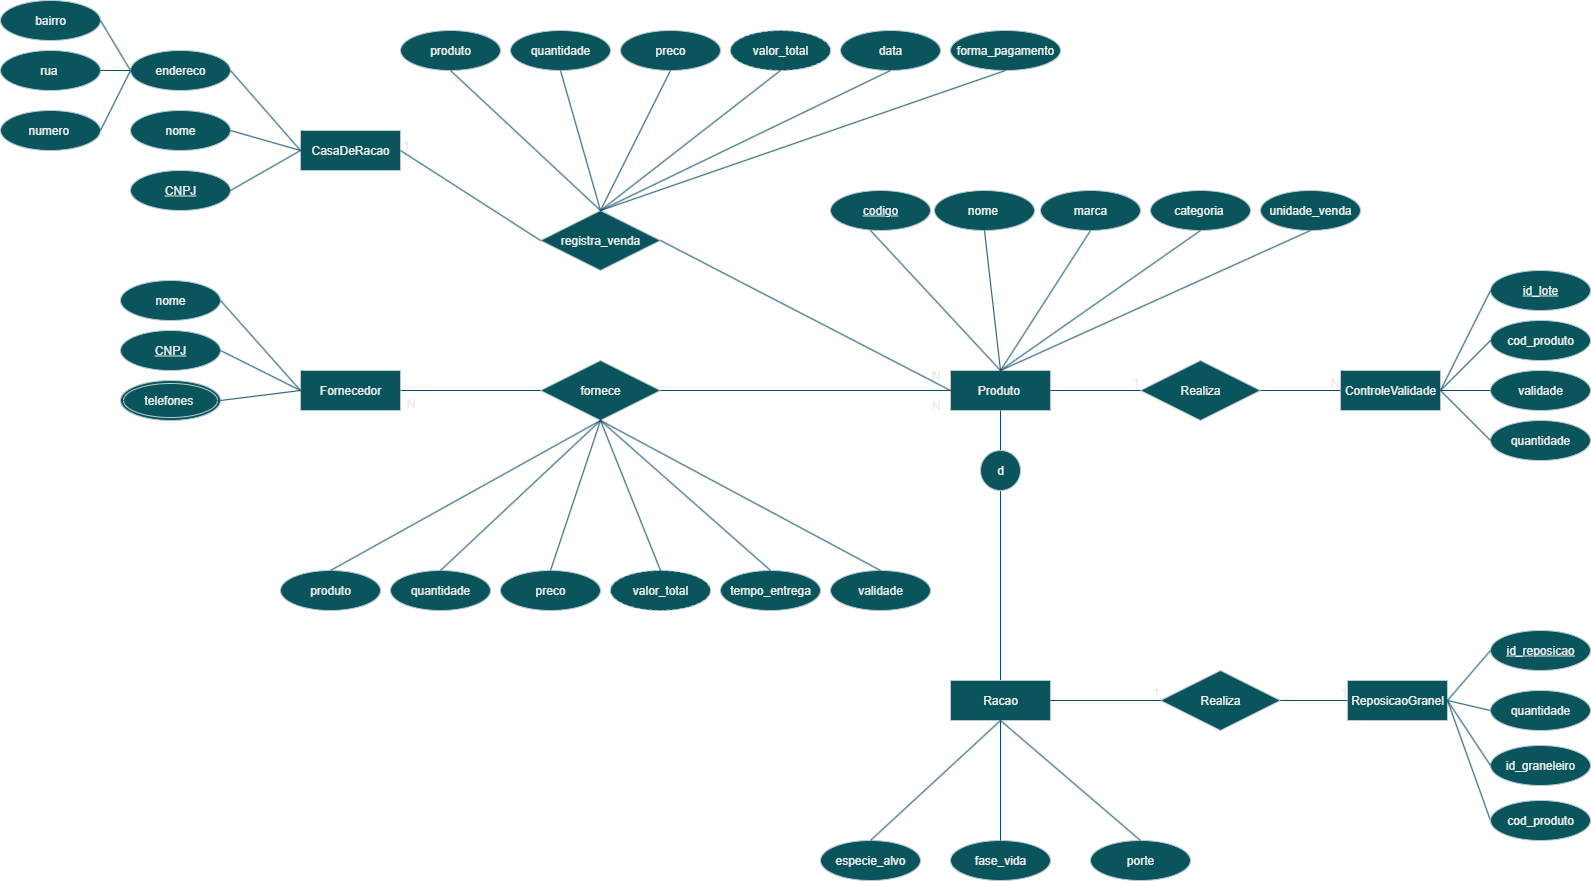 bairro
rua
numero
endereco
nome
CNPJ
CasaDeRacao
1
produto
quantidade
preco
valor_total
data
forma_pagamento
registra_venda
codigo
nome
marca
categoria
unidade_venda
nome
CNPJ
telefones
Fornecedor
N
fornece
N
N
Produto
1
Realiza
N
ControleValidade
id_lote
cod_produto
validade
quantidade
d
produto
quantidade
preco
valor_total
tempo_entrega
validade
Racao
1
Realiza
1
ReposicaoGranel
id_reposicao
quantidade
id_graneleiro
cod_produto
especie_alvo
fase_vida
porte